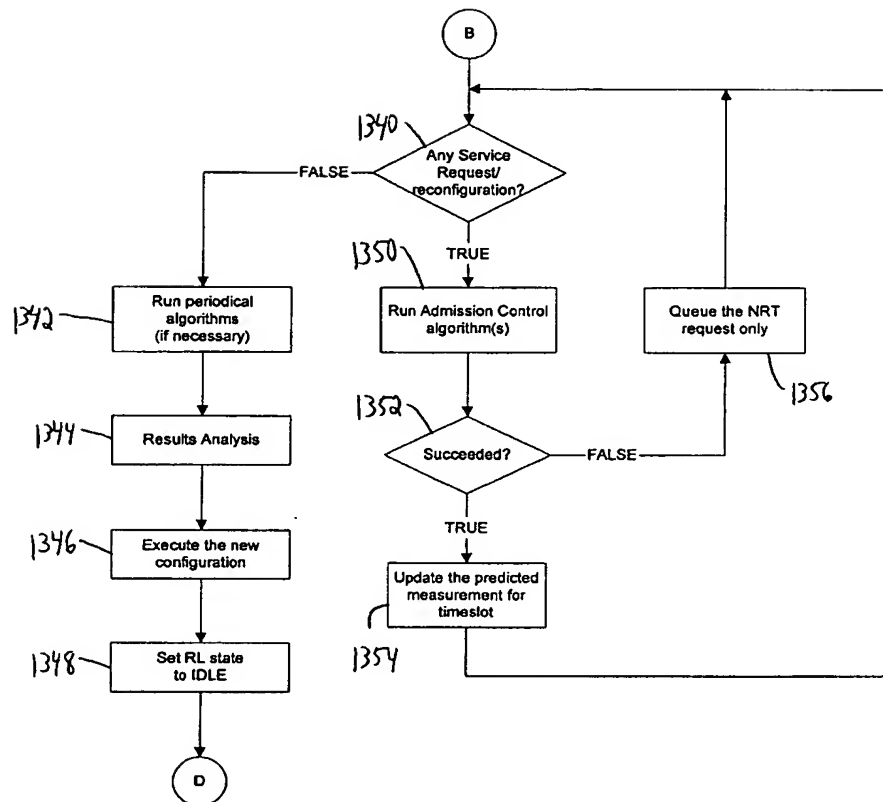 B
1340
Any Service
Request/
reconfiguration?
FALSE
TRUE
1350
1342
Run periodical
algorithms
(if necessary)
Run Admission Control
algorithm(s)
Queue the NRT
request only
1356
1352
1344
Results Analysis
Succeeded?
FALSE
TRUE
1346
Execute the new
configuration
Update the predicted
measurement for
timeslot
1354
1348
Set RL state
to IDLE
D